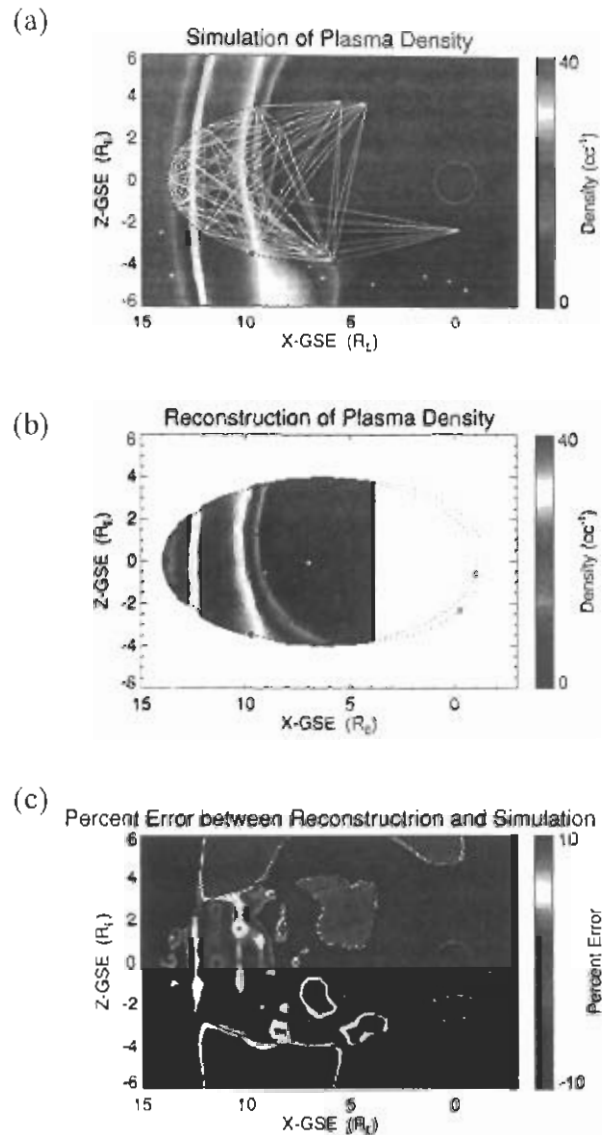 (a)
Simulation of Plasma Density
6
4
2
0
-2
-4
-6
Z-GSE (R_E)
15 10 5 0
X-GSE (R_E)
40
0
Density (cc⁻¹)
(b)
Reconstruction of Plasma Density
6
4
2
0
-2
-4
-6
Z-GSE (R_E)
15 10 5 0
X-GSE (R_E)
40
0
Density (cc⁻¹)
(c)
Percent Error between Reconstructrion and Simulation
6
4
2
0
-2
-4
-6
Z-GSE (R_E)
15 10 5 0
X-GSE (R_E)
10
-10
Percent Error